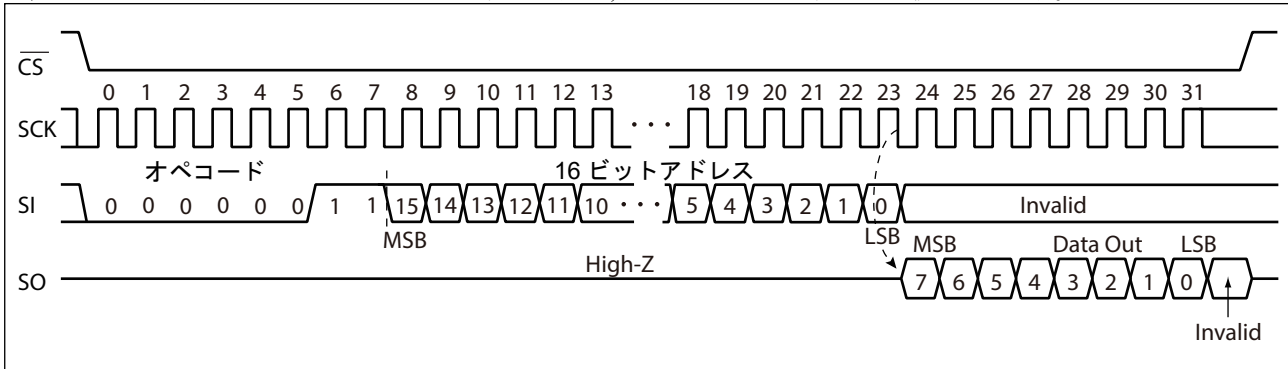 CS
0 1 2 3 4 5 6 7 8 9 10 11 12 13 18 19 20 21 22 23 24 25 26 27 28 29 30 31
SCK
オペコード 16 ビットアドレス
SI 0 0 0 0 0 0 1 1 15 14 13 12 11 10 ··· 5 4 3 2 1 0 Invalid
MSB LSB
High-Z MSB Data Out LSB
SO 7 6 5 4 3 2 1 0
Invalid